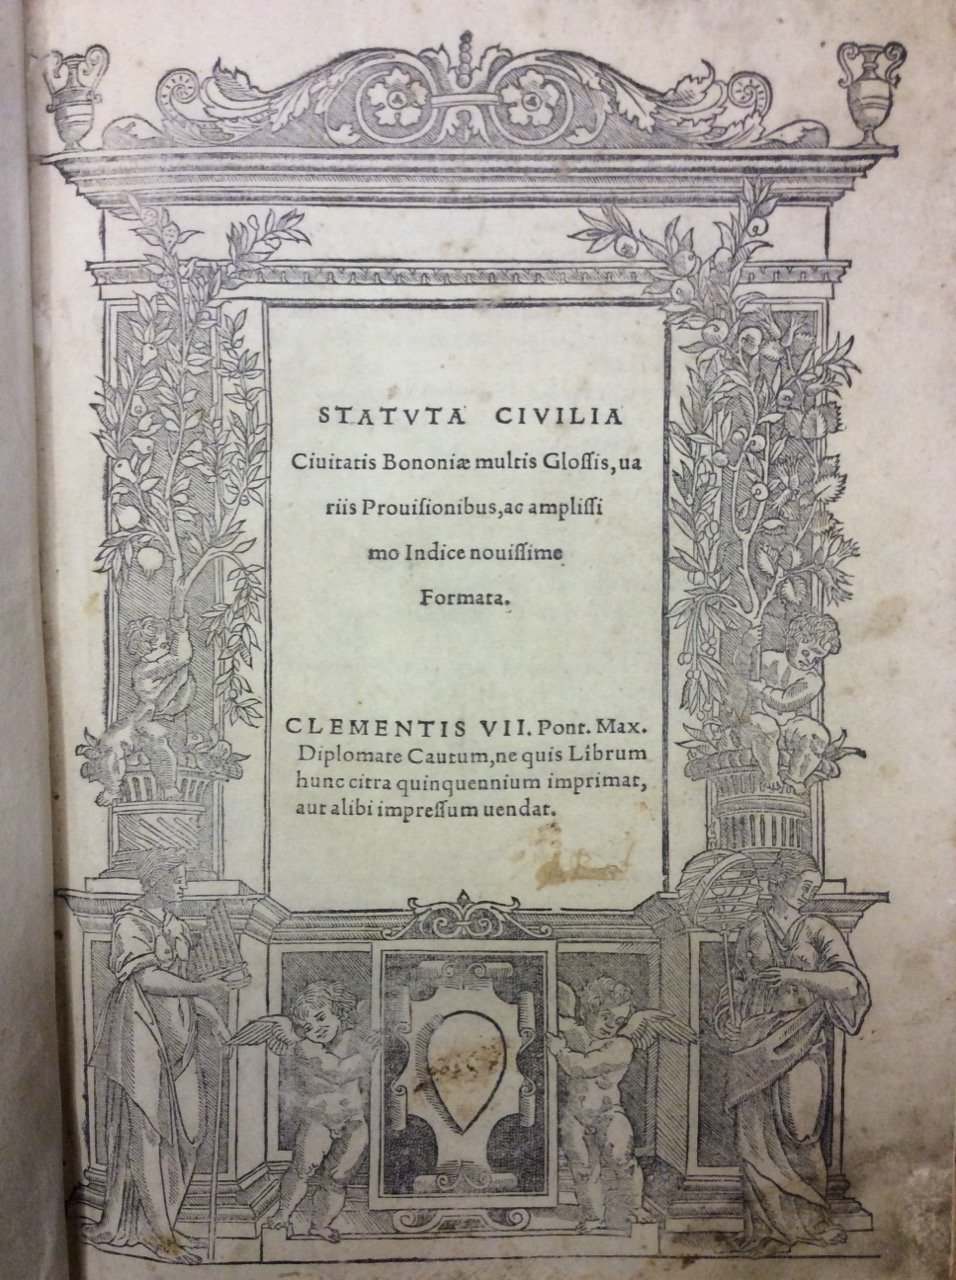 STATVTA CIVILIA
Ciuitatis Bononiæ multis Gloſſis, ua
riis Prouiſionibus, ac ampliſſi
mo Indice nouiſſime
Formata.
CLEMENTIS VII. Pont. Max.
Diplomate Cautum, ne quis Librum
hunc citra quinquennium imprimat,
aut alibi impreſſum uendat.